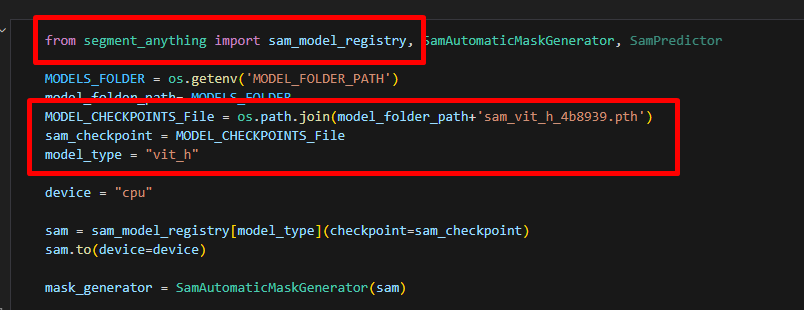 from segment_anything import sam_model_registry, SamAutomaticMaskGenerator, SamPredictor
MODELS_FOLDER = os.getenv('MODEL_FOLDER_PATH')
model_folder_path= MODELS_FOLDER
MODEL_CHECKPOINTS_File = os.path.join(model_folder_path+'sam_vit_h_4b8939.pth')
sam_checkpoint = MODEL_CHECKPOINTS_File
model_type = "vit_h"
device = "cpu"
sam = sam_model_registry[model_type](checkpoint=sam_checkpoint)
sam.to(device=device)
mask_generator = SamAutomaticMaskGenerator(sam)